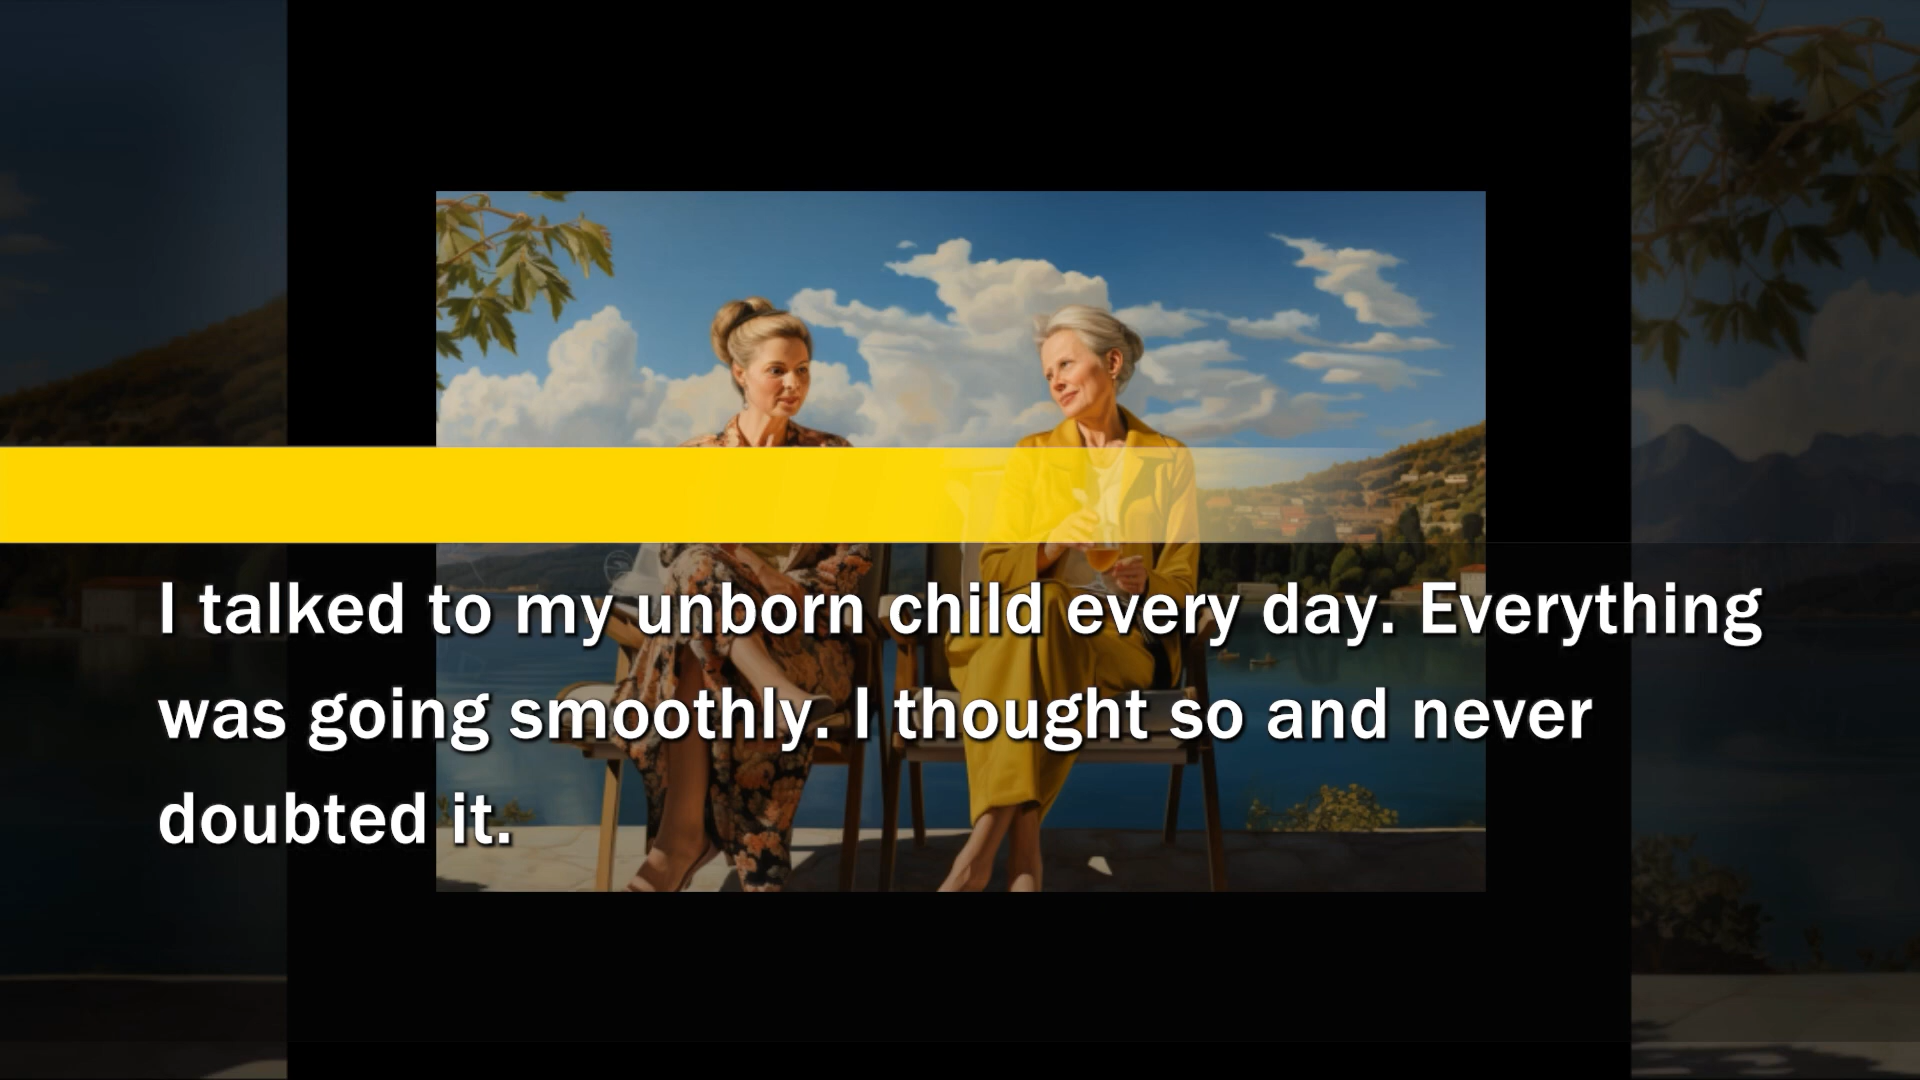 I talked to my unborn child every day. Everything
was going smoothly. I thought so and never
doubted it.